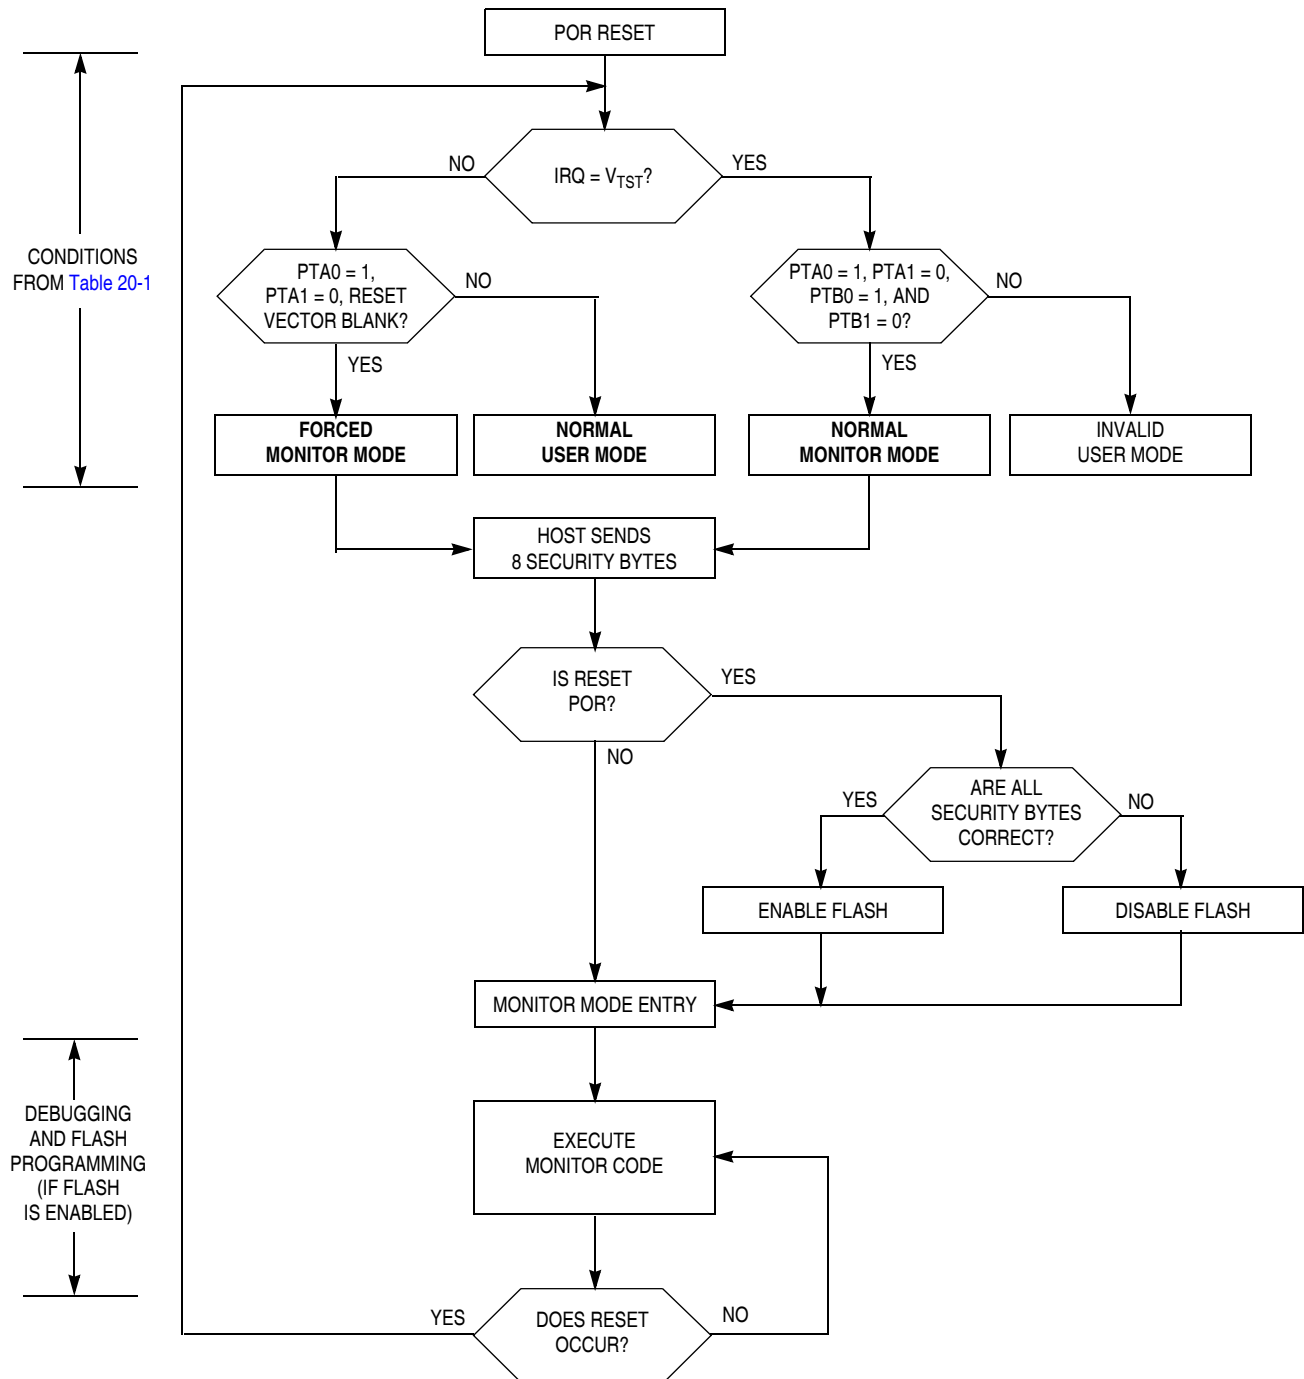 POR RESET
NO
IRQ = VTST?
YES
CONDITIONS
FROM Table 20-1
PTA0 = 1,
PTA1 = 0, RESET
VECTOR BLANK?
NO
YES
PTA0 = 1, PTA1 = 0,
PTB0 = 1, AND
PTB1 = 0?
NO
YES
FORCED
MONITOR MODE
NORMAL
USER MODE
NORMAL
MONITOR MODE
INVALID
USER MODE
HOST SENDS
8 SECURITY BYTES
IS RESET
POR?
YES
NO
YES
ARE ALL
SECURITY BYTES
CORRECT?
NO
ENABLE FLASH
DISABLE FLASH
MONITOR MODE ENTRY
DEBUGGING
AND FLASH
PROGRAMMING
(IF FLASH
IS ENABLED)
EXECUTE
MONITOR CODE
YES
DOES RESET
OCCUR?
NO